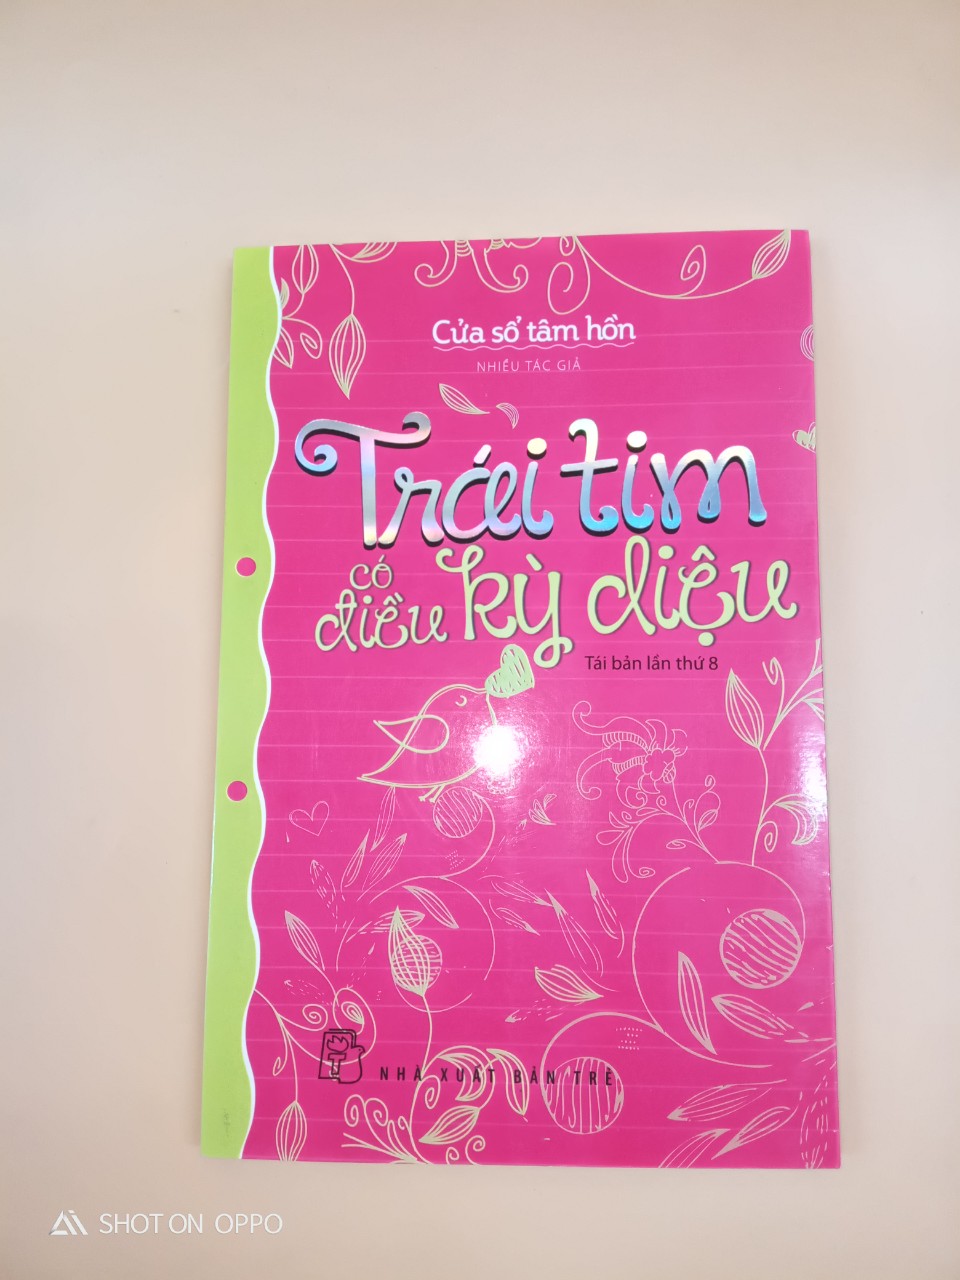 Cửa sổ tâm hồn
NHIỀU TÁC GIẢ
Trái tim
có
điều kỳ diệu
Tái bản lần thứ 8
NHÀ XUẤT BẢN TRẺ
SHOT ON OPPO